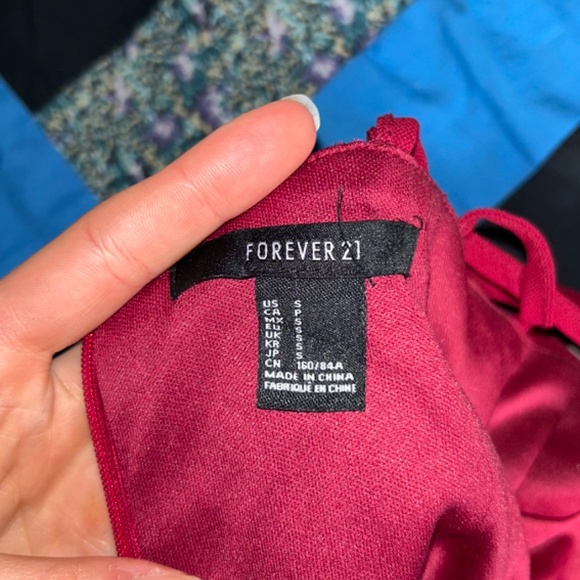 FOREVER 21
US S
CA P
MX S
EU S
UK S
KR S
JP S
CN 160/84A
MADE IN CHINA
FABRIQUÉ EN CHINE